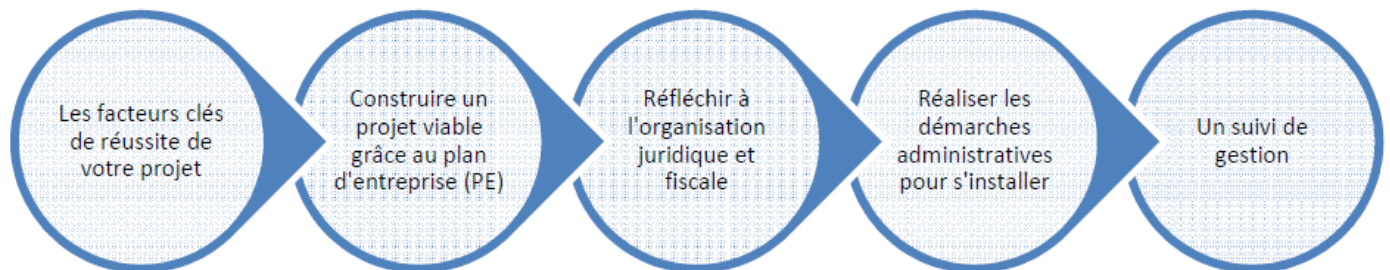 Les facteurs clés
de réussite de
votre projet
Construire un
projet viable
grâce au plan
d'entreprise (PE)
Réfléchir à
l'organisation
juridique et
fiscale
Réaliser les
démarches
administratives
pour s'installer
Un suivi de
gestion